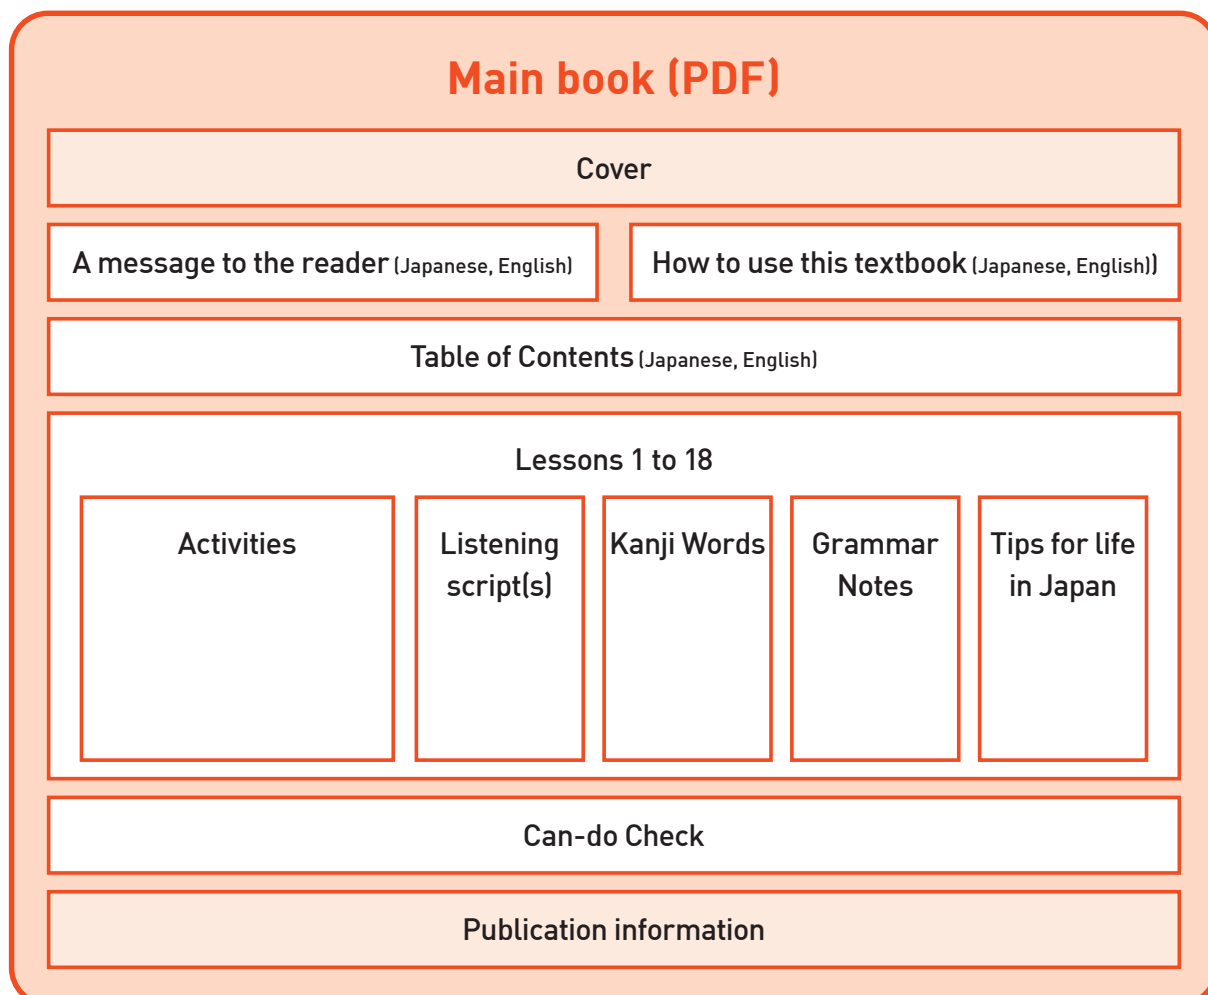 Main book (PDF)
Cover
A message to the reader (Japanese, English)
How to use this textbook (Japanese, English))
Table of Contents (Japanese, English)
Lessons 1 to 18
Activities
Listening
script(s)
Kanji Words
Grammar
Notes
Tips for life
in Japan
Can-do Check
Publication information